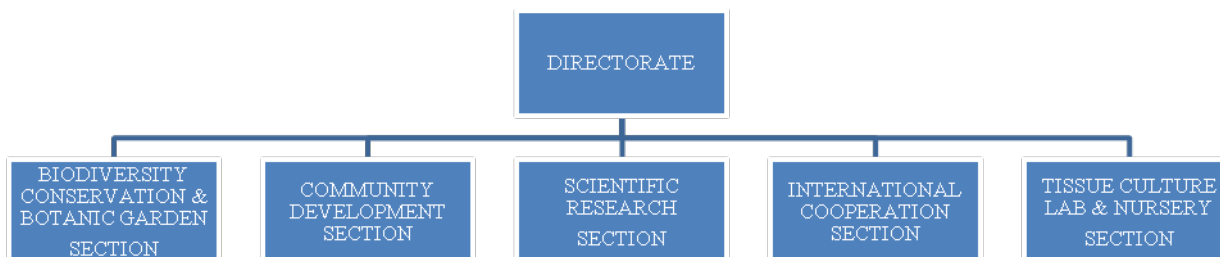 DIRECTORATE
BIODIVERSITY
CONSERVATION &
BOTANIC GARDEN
SECTION
COMMUNITY
DEVELOPMENT
SECTION
SCIENTIFIC
RESEARCH
SECTION
INTERNATIONAL
COOPERATION
SECTION
TISSUE CULTURE
LAB & NURSERY
SECTION